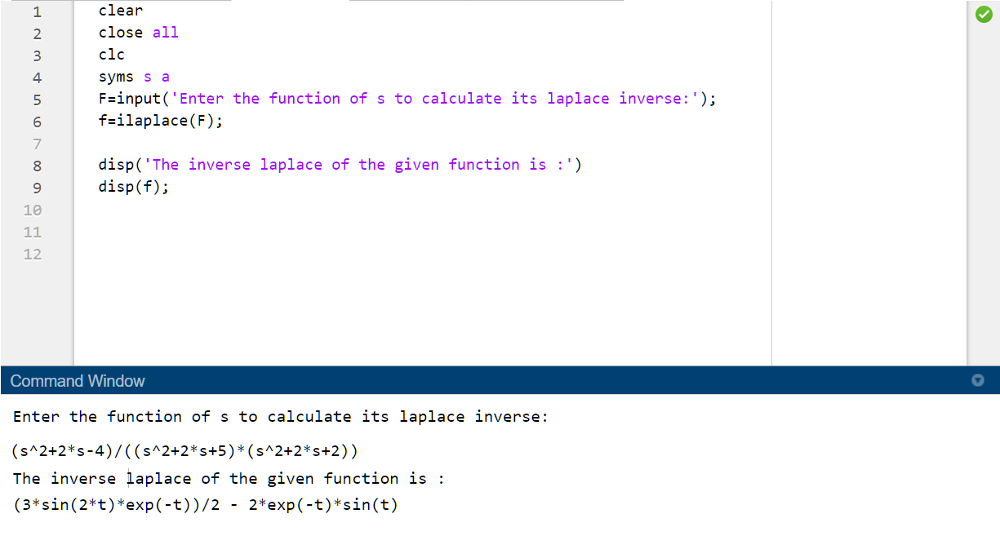 1 clear
2 close all
3 clc
4 syms s a
5 F=input('Enter the function of s to calculate its laplace inverse:');
6 f=ilaplace(F);
7
8 disp('The inverse laplace of the given function is :')
9 disp(f);
10
11
12
Command Window
Enter the function of s to calculate its laplace inverse:
(s^2+2*s-4)/((s^2+2*s+5)*(s^2+2*s+2))
The inverse laplace of the given function is :
(3*sin(2*t)*exp(-t))/2 - 2*exp(-t)*sin(t)